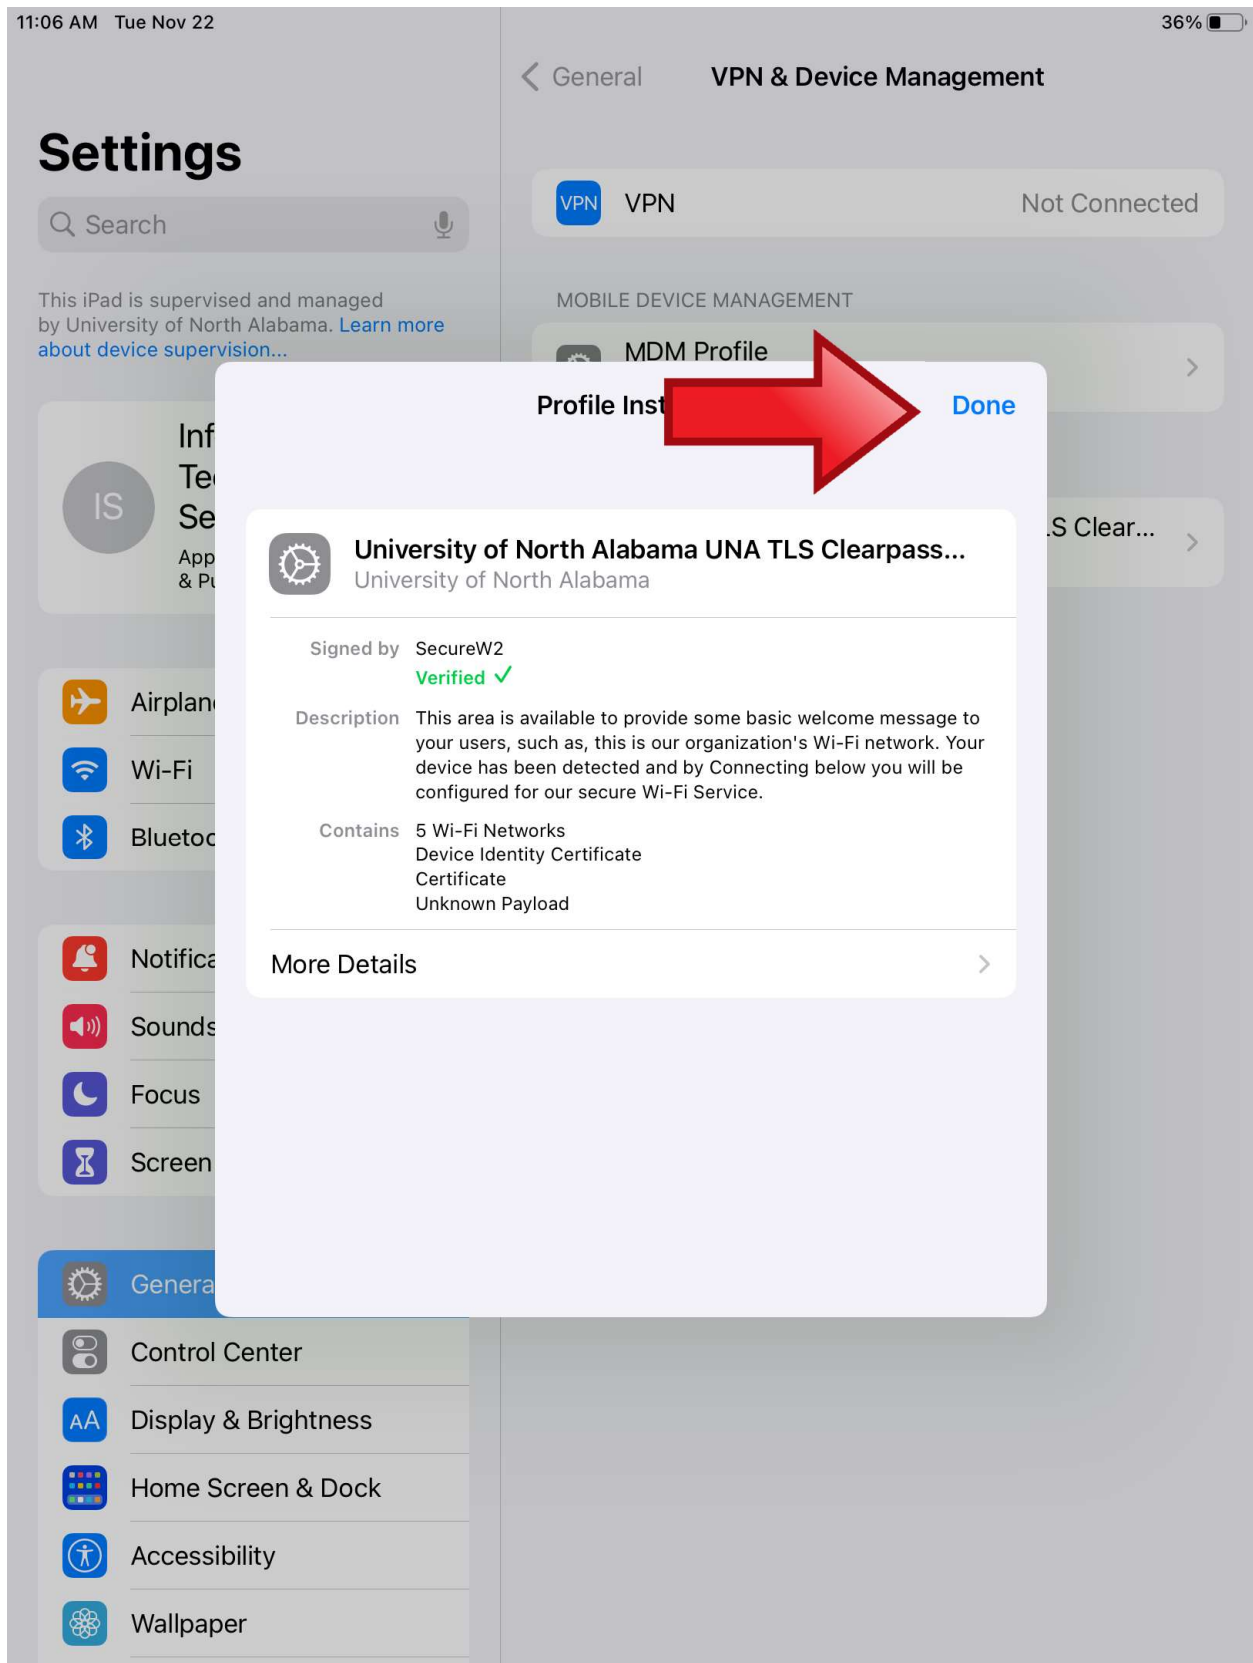 11:06 AM Tue Nov 22
36%
General
VPN & Device Management
Settings
Search
VPN
VPN
Not Connected
This iPad is supervised and managed
by University of North Alabama. Learn more
about device supervision...
MOBILE DEVICE MANAGEMENT
MDM Profile
Profile Inst
Done
IS
Inf
Te
Se
App
& Pu
LS Clear...
University of North Alabama UNA TLS Clearpass...
University of North Alabama
Signed by SecureW2
Verified ✓
Description This area is available to provide some basic welcome message to
your users, such as, this is our organization's Wi-Fi network. Your
device has been detected and by Connecting below you will be
configured for our secure Wi-Fi Service.
Contains 5 Wi-Fi Networks
Device Identity Certificate
Certificate
Unknown Payload
More Details
Airplan
Wi-Fi
Bluetoo
Notifica
Sounds
Focus
Screen
Genera
Control Center
AA
Display & Brightness
Home Screen & Dock
Accessibility
Wallpaper